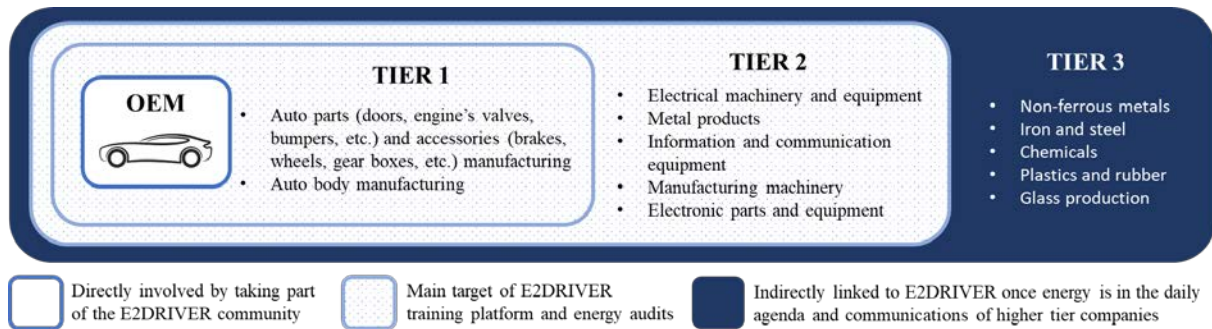 OEM
TIER 1
• Auto parts (doors, engine's valves,
bumpers, etc.) and accessories (brakes,
wheels, gear boxes, etc.) manufacturing
• Auto body manufacturing
TIER 2
• Electrical machinery and equipment
• Metal products
• Information and communication
equipment
• Manufacturing machinery
• Electronic parts and equipment
TIER 3
• Non-ferrous metals
• Iron and steel
• Chemicals
• Plastics and rubber
• Glass production
Directly involved by taking part
of the E2DRIVER community
Main target of E2DRIVER
training platform and energy audits
Indirectly linked to E2DRIVER once energy is in the daily
agenda and communications of higher tier companies